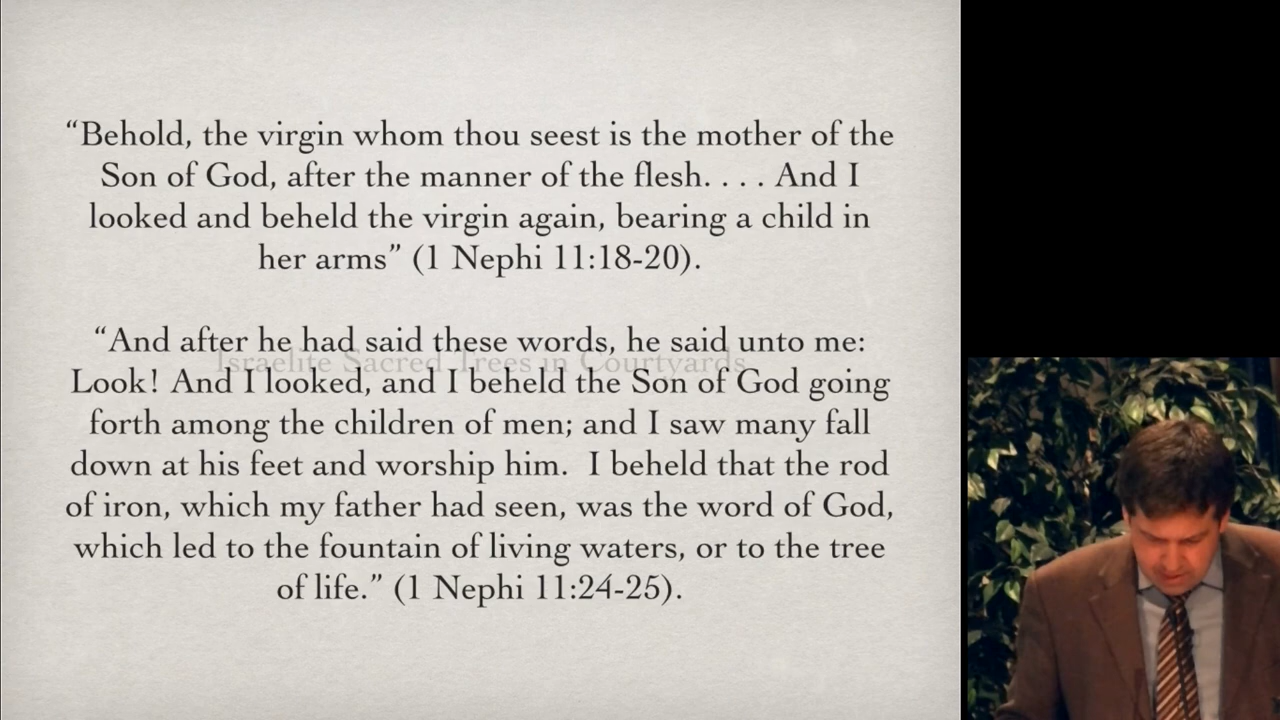 “Behold, the virgin whom thou seest is the mother of the
Son of God, after the manner of the flesh. . . . And I
looked and beheld the virgin again, bearing a child in
her arms” (1 Nephi 11:18-20).
“And after he had said these words, he said unto me:
Israelite Sacred Trees in Courtyards
Look! And I looked, and I beheld the Son of God going
forth among the children of men; and I saw many fall
down at his feet and worship him.  I beheld that the rod
of iron, which my father had seen, was the word of God,
which led to the fountain of living waters, or to the tree
of life.” (1 Nephi 11:24-25).